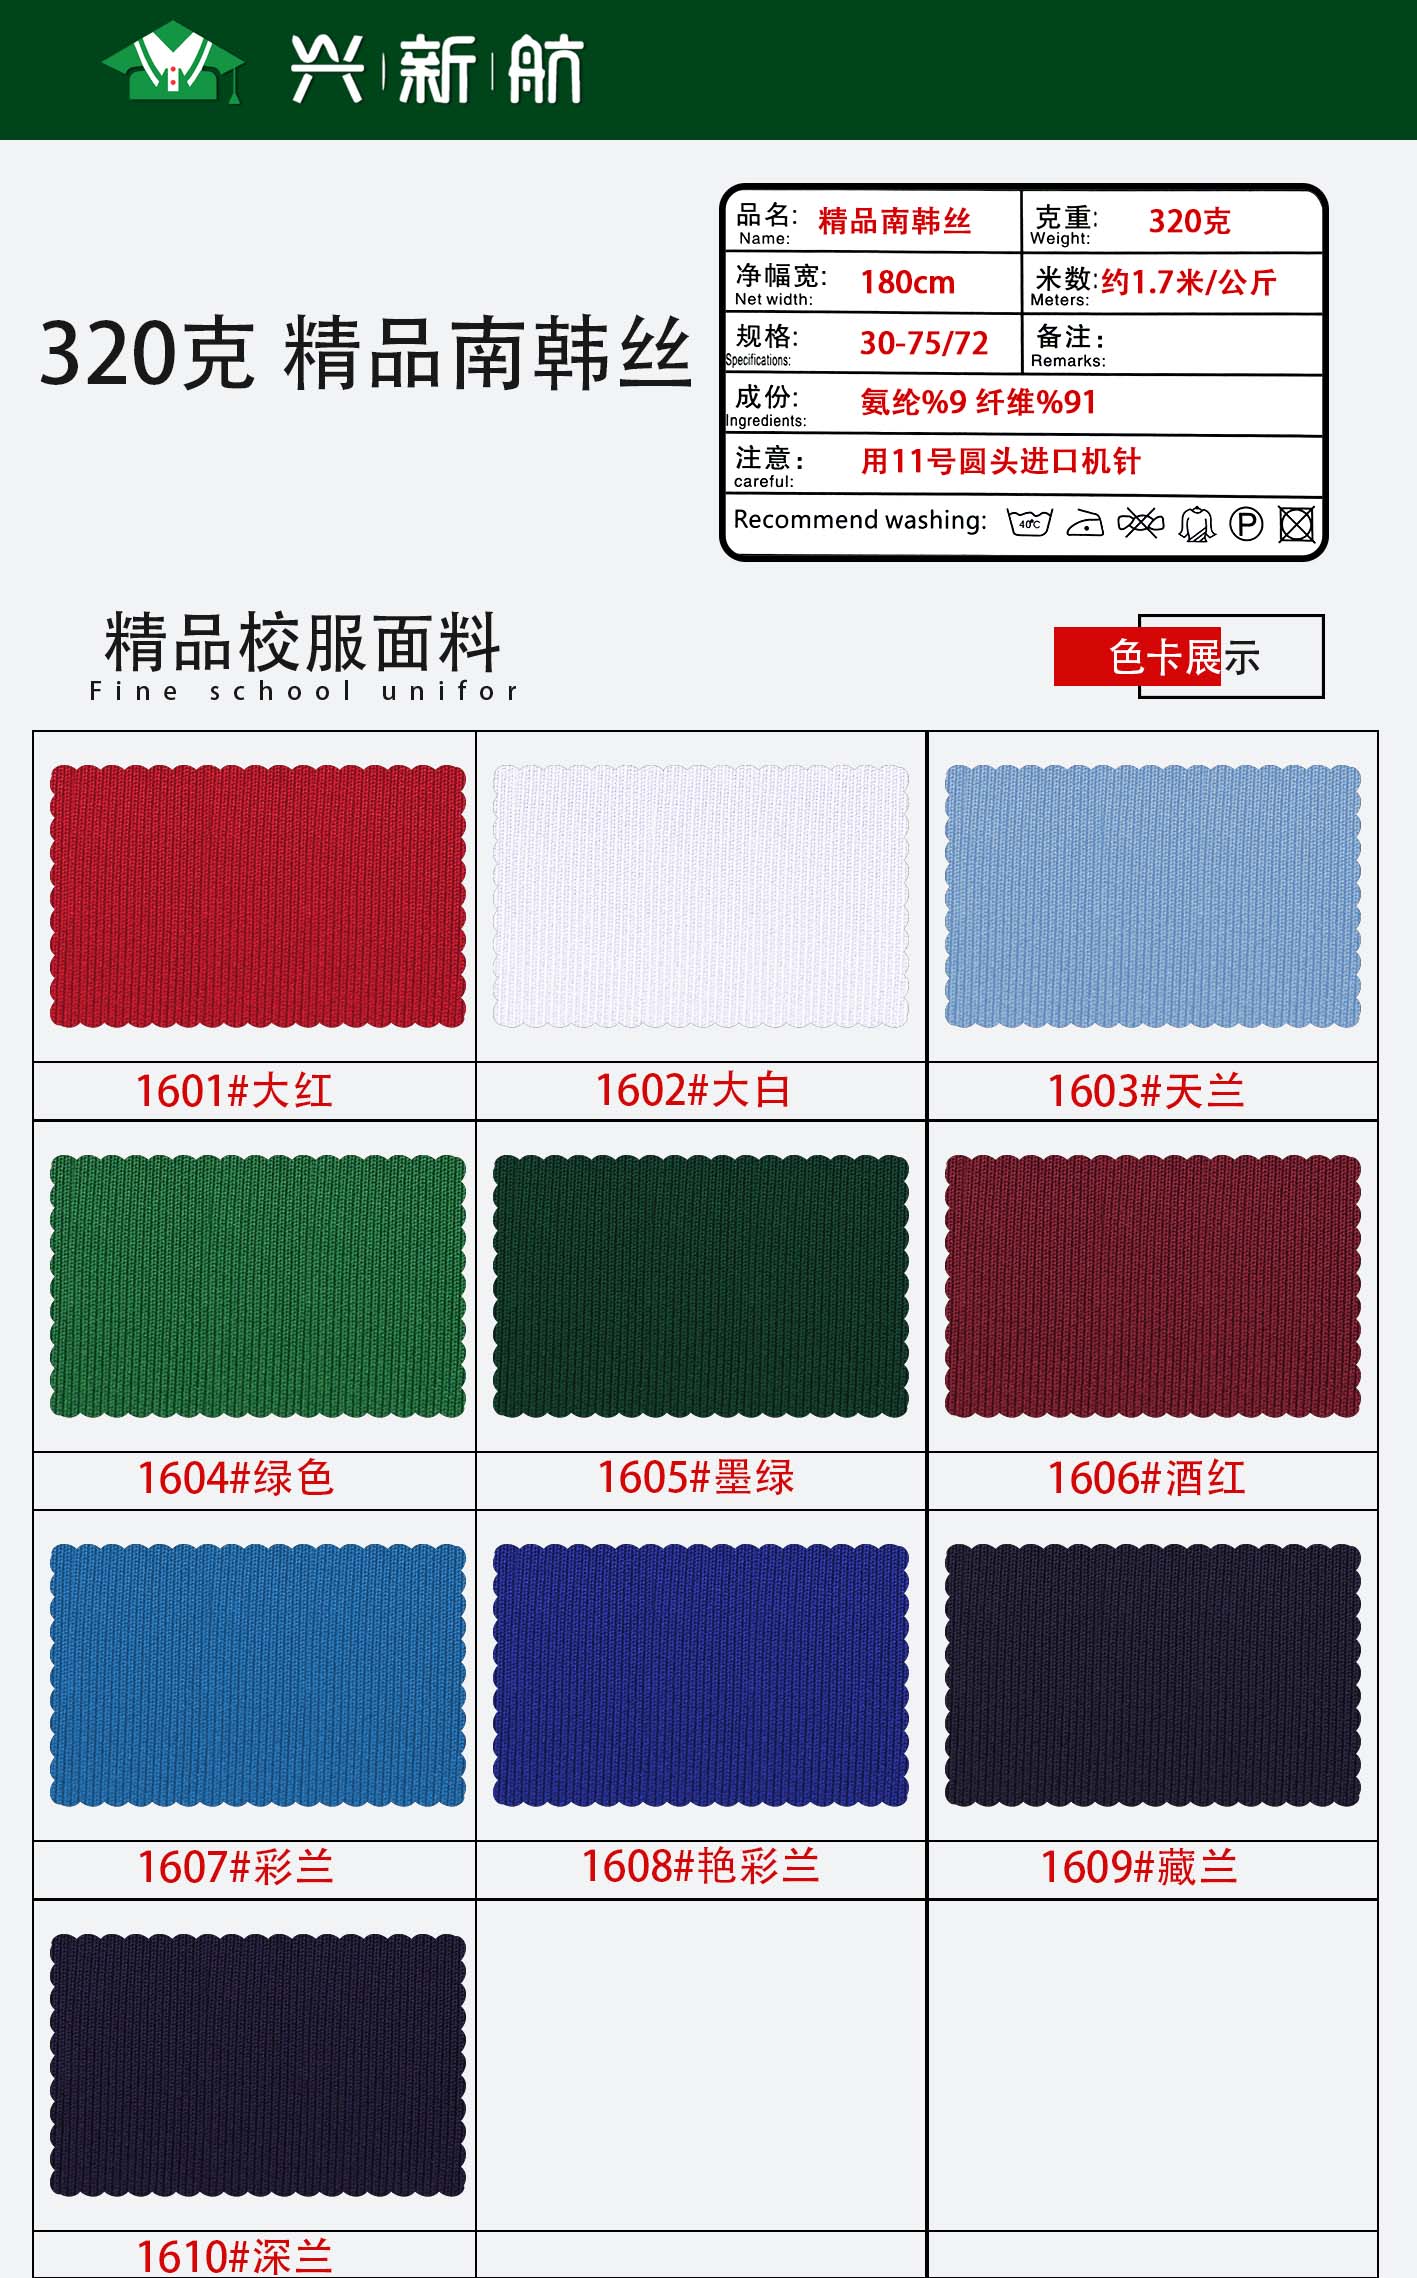 兴新航
320克 精品南韩丝
品名: 精品南韩丝 克重: 320克
Name: Weight:
净幅宽: 180cm 米数:约1.7米/公斤
Net width: Meters:
规格: 30-75/72 备注:
Specifications: Remarks:
成份: 氨纶%9 纤维%91
Ingredients:
注意: 用11号圆头进口机针
careful:
Recommend washing: 40℃ P
精品校服面料
Fine school unifor
色卡展示
1601#大红 1602#大白 1603#天兰
1604#绿色 1605#墨绿 1606#酒红
1607#彩兰 1608#艳彩兰 1609#藏兰
1610#深兰